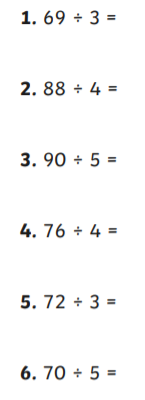 1. 69 ÷ 3 =
2. 88 ÷ 4 =
3. 90 ÷ 5 =
4. 76 ÷ 4 =
5. 72 ÷ 3 =
6. 70 ÷ 5 =